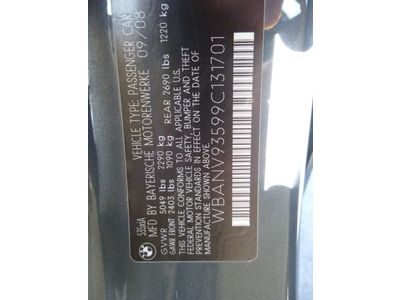 535xiA
MFD BY BAYERISCHE MOTORENWERKE 09/08
VEHICLE TYPE: PASSENGER CAR
GVWR 5049 lbs 2290 kg
GAWR FRONT 2403 lbs 1090 kg REAR 2690 lbs 1220 kg
THIS VEHICLE CONFORMS TO ALL APPLICABLE U.S.
FEDERAL MOTOR VEHICLE SAFETY, BUMPER, AND THEFT
PREVENTION STANDARDS IN EFFECT ON THE DATE OF
MANUFACTURE SHOWN ABOVE.
WBANV93599C131701